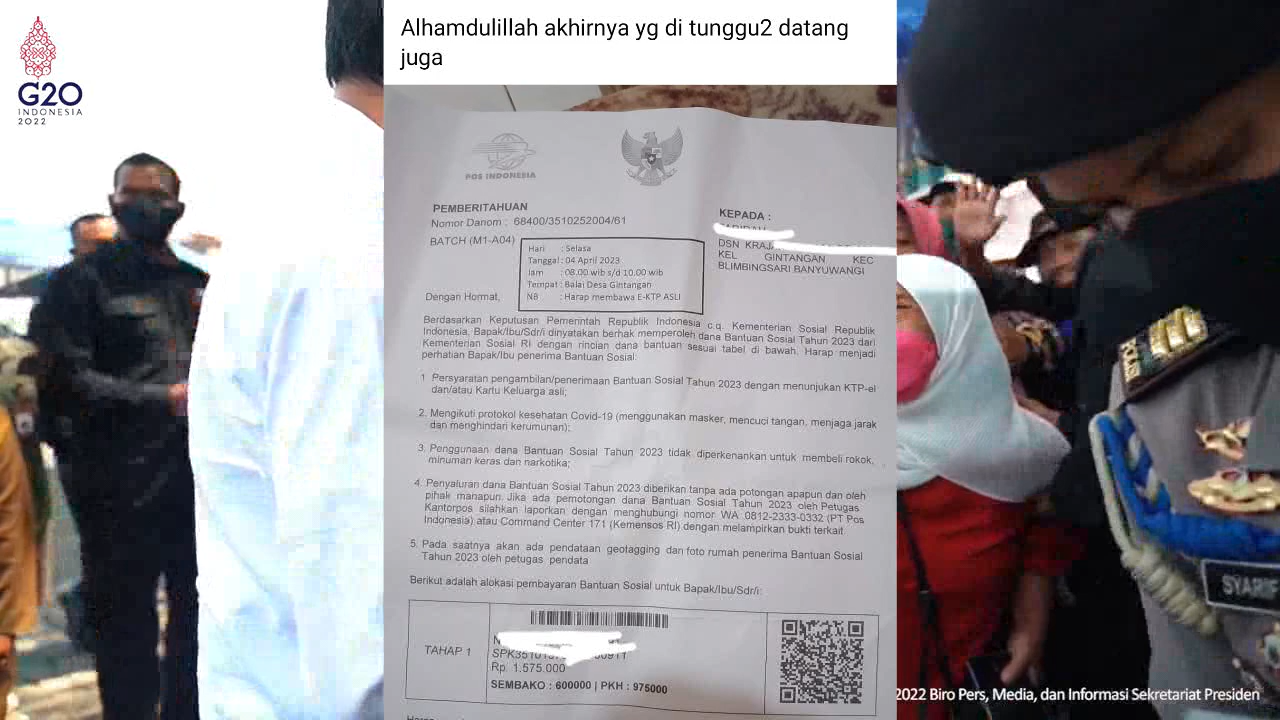 G20
INDONESIA
2022
Alhamdulillah akhirnya yg di tunggu2 datang
juga
POS INDONESIA
PEMBERITAHUAN
Nomor Danom : 68400/3510252004/61
BATCH (M1-A04)
Hari : Selasa
Tanggal : 04 April 2023
Jam : 08.00 wib s/d 10.00 wib
Tempat : Balai Desa Gintangan
NB : Harap membawa E-KTP ASLI
KEPADA :
DSN KRAJA
KEL GINTANGAN KEC
BLIMBINGSARI BANYUWANGI
Dengan Hormat,
Berdasarkan Keputusan Pemerintah Republik Indonesia c.q. Kementerian Sosial Republik
Indonesia, Bapak/Ibu/Sdr/i dinyatakan berhak memperoleh dana Bantuan Sosial Tahun 2023 dari
Kementerian Sosial RI dengan rincian dana bantuan sesuai tabel di bawah. Harap menjadi
perhatian Bapak/Ibu penerima Bantuan Sosial:
1 Persyaratan pengambilan/penerimaan Bantuan Sosial Tahun 2023 dengan menunjukan KTP-el
dan/atau Kartu Keluarga asli;
2. Mengikuti protokol kesehatan Covid-19 (menggunakan masker, mencuci tangan, menjaga jarak
dan menghindari kerumunan);
3. Penggunaan dana Bantuan Sosial Tahun 2023 tidak diperkenankan untuk membeli rokok,
minuman keras dan narkotika;
4. Penyaluran dana Bantuan Sosial Tahun 2023 diberikan tanpa ada potongan apapun dan oleh
pihak manapun. Jika ada pemotongan dana Bantuan Sosial Tahun 2023 oleh Petugas
Kantorpos silahkan laporkan dengan menghubungi nomor WA 0812-2333-0332 (PT Pos
Indonesia) atau Command Center 171 (Kemensos RI) dengan melampirkan bukti terkait
5. Pada saatnya akan ada pendataan geotagging dan foto rumah penerima Bantuan Sosial
Tahun 2023 oleh petugas pendata
Berikut adalah alokasi pembayaran Bantuan Sosial untuk Bapak/Ibu/Sdr/i:
TAHAP 1
Rp. 1.575.000
SEMBAKO : 600000 | PKH : 975000
SYARIF
2022 Biro Pers, Media, dan Informasi Sekretariat Presiden